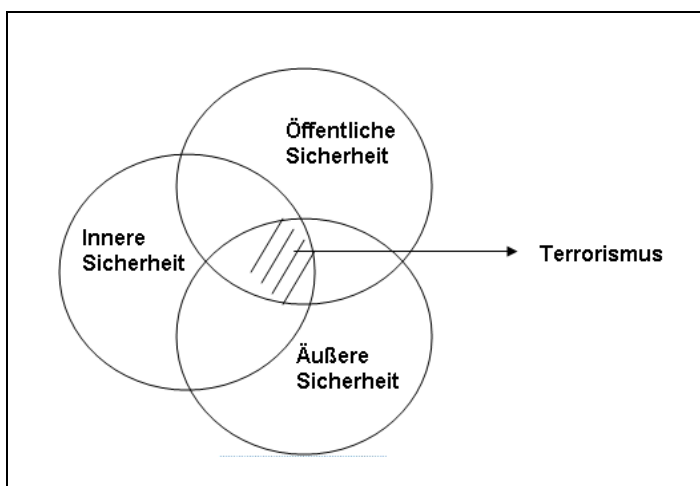 Öffentliche
Sicherheit
Innere
Sicherheit
Terrorismus
Äußere
Sicherheit